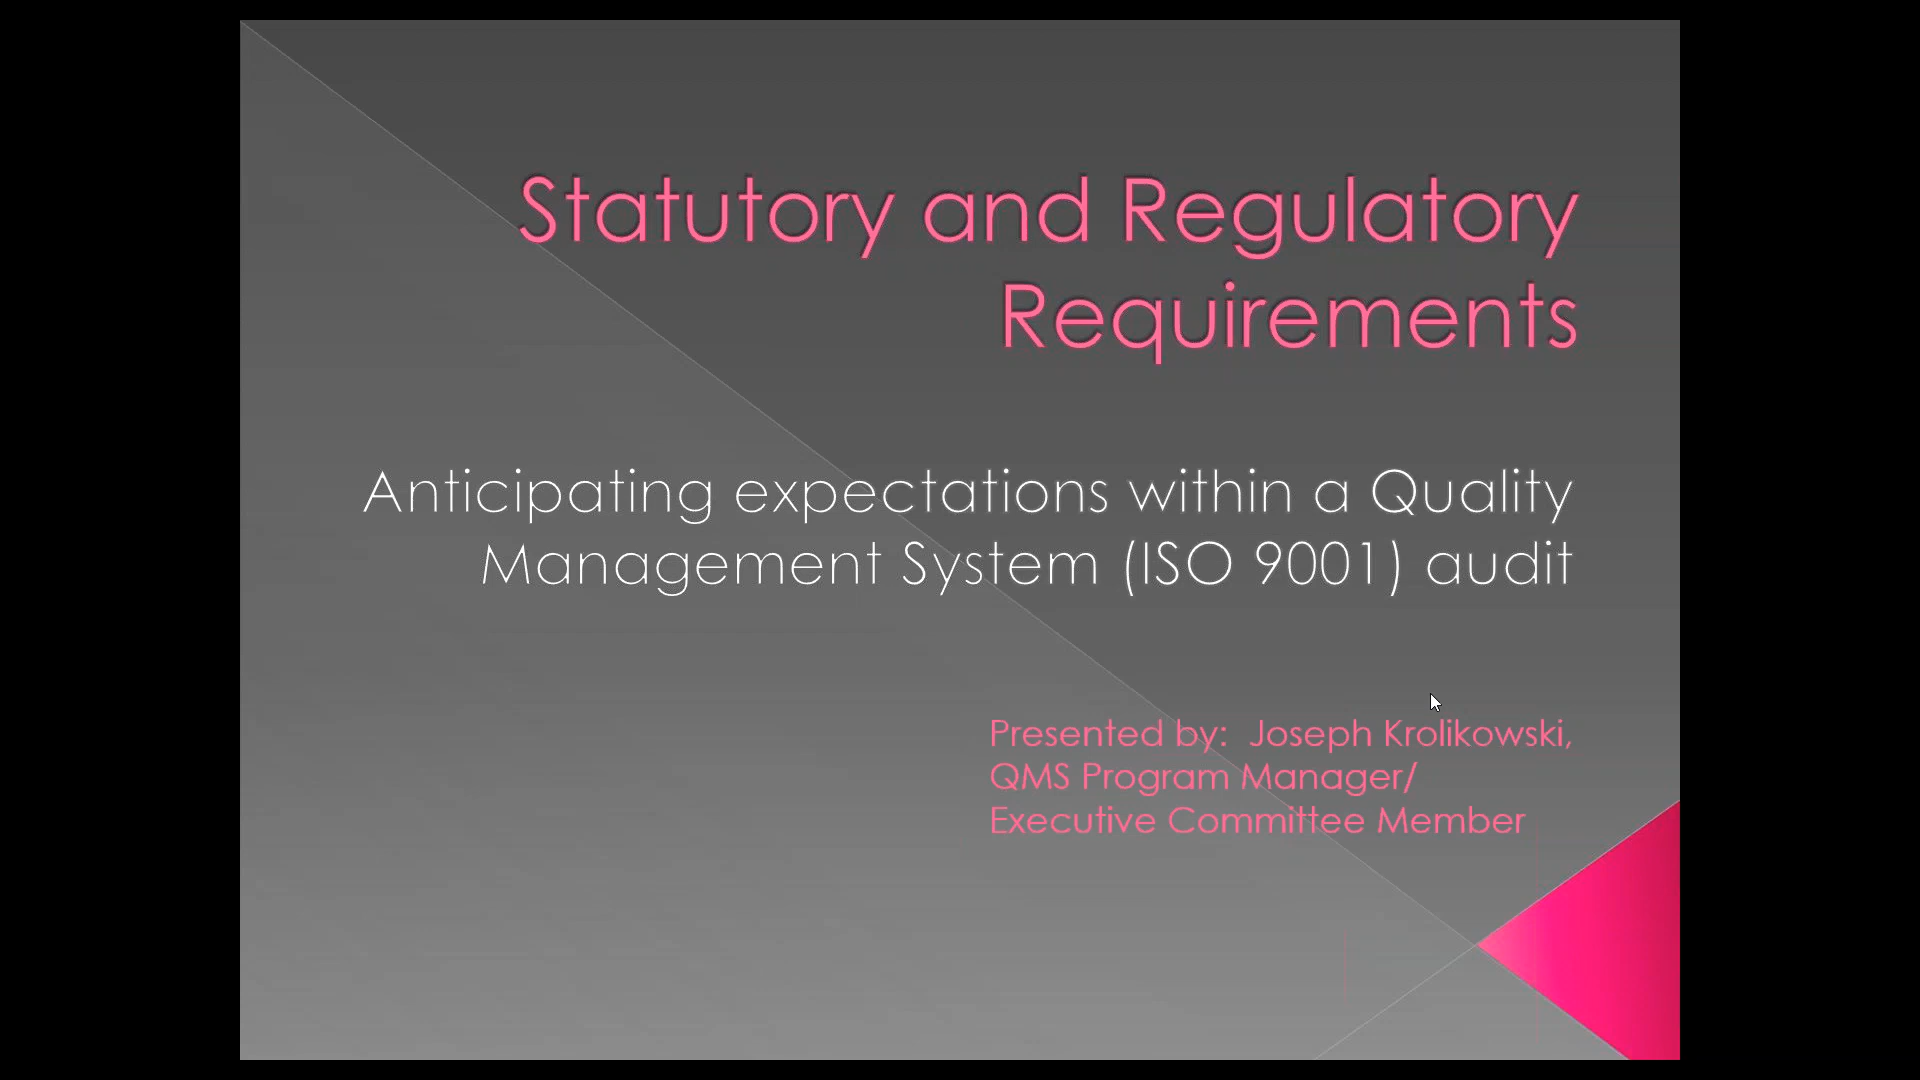 Statutory and Regulatory
Requirements
Anticipating expectations within a Quality
Management System (ISO 9001) audit
Presented by:  Joseph Krolikowski,
QMS Program Manager/
Executive Committee Member